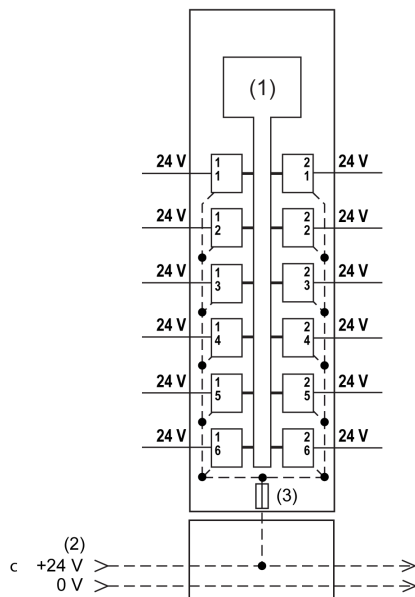 (1)
24 V 1 1 2 1 24 V
24 V 1 2 2 2 24 V
24 V 1 3 2 3 24 V
24 V 1 4 2 4 24 V
24 V 1 5 2 5 24 V
24 V 1 6 2 6 24 V
(3)
(2)
c +24 V
0 V